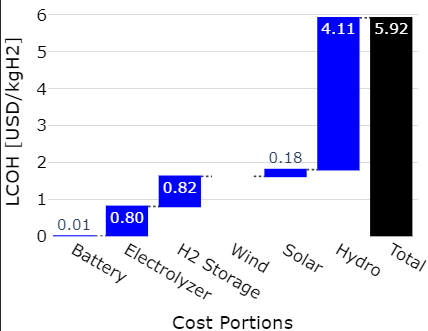 LCOH [USD/kgH2]
6
5
4
3
2
1
0
0.01
0.80
0.82
0.18
4.11
5.92
Battery
Electrolyzer
H2 Storage
Wind
Solar
Hydro
Total
Cost Portions